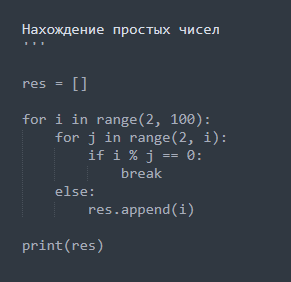 Нахождение простых чисел
'''
res = []
for i in range(2, 100):
    for j in range(2, i):
        if i % j == 0:
            break
    else:
        res.append(i)
print(res)